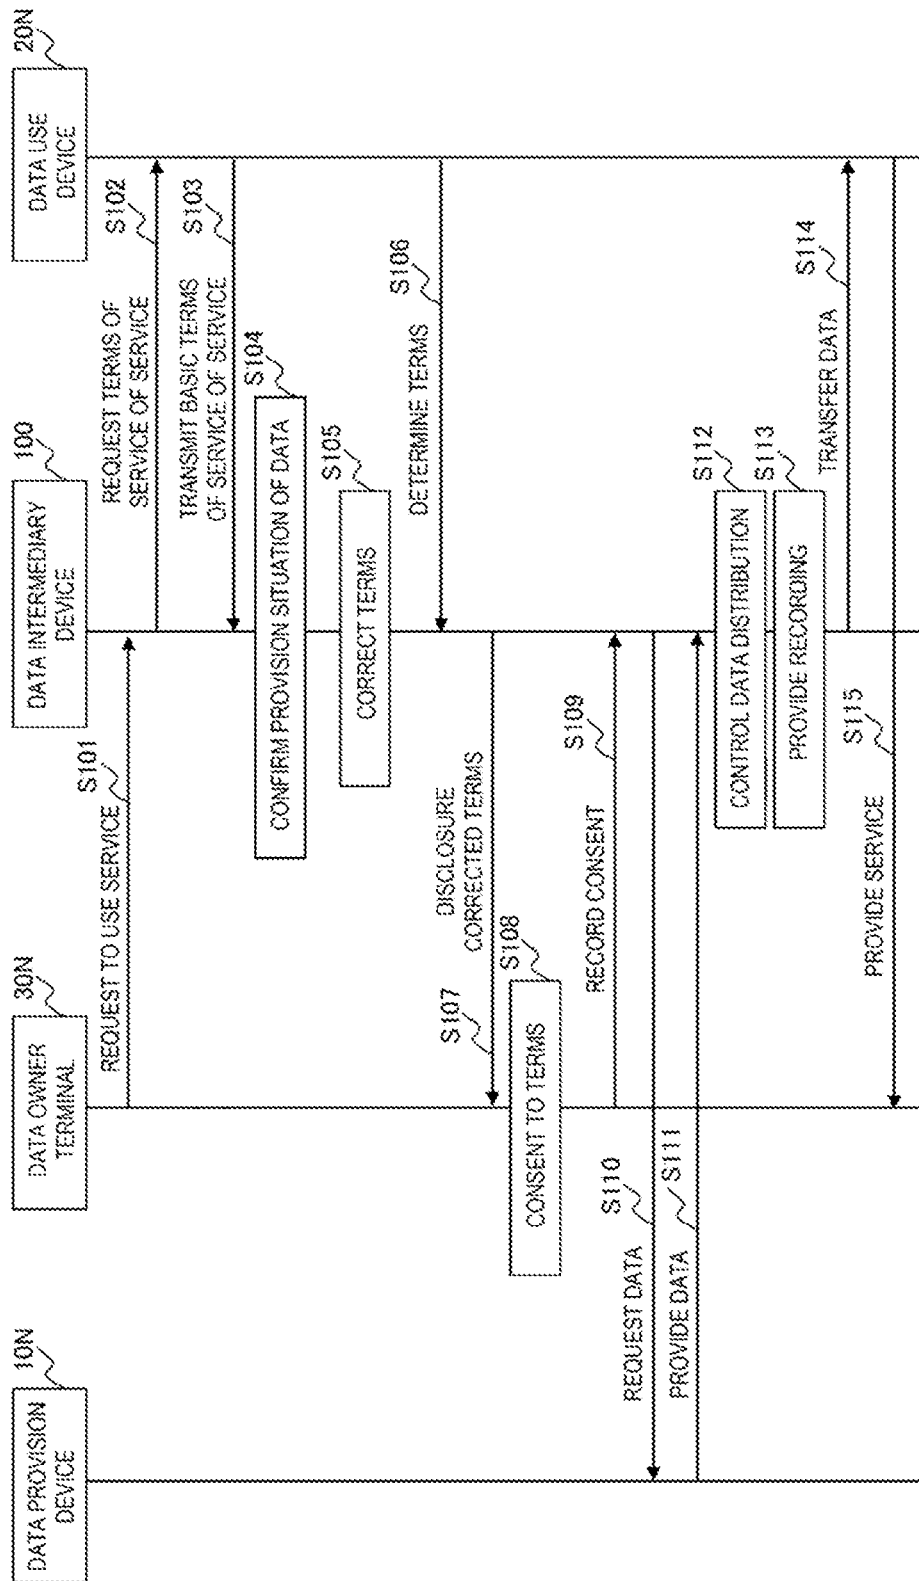 DATA PROVISION
DEVICE
10N
DATA OWNER
TERMINAL
30N
DATA INTERMEDIARY
DEVICE
100
DATA USE
DEVICE
20N
REQUEST TO USE SERVICE
S101
REQUEST TERMS OF
SERVICE OF SERVICE
S102
TRANSMIT BASIC TERMS
OF SERVICE OF SERVICE
S103
CONFIRM PROVISION SITUATION OF DATA
S104
CORRECT TERMS
S105
DETERMINE TERMS
S106
DISCLOSURE
CORRECTED TERMS
S107
CONSENT TO TERMS
S108
RECORD CONSENT
S109
REQUEST DATA
S110
PROVIDE DATA
S111
CONTROL DATA DISTRIBUTION
S112
PROVIDE RECORDING
S113
TRANSFER DATA
S114
PROVIDE SERVICE
S115